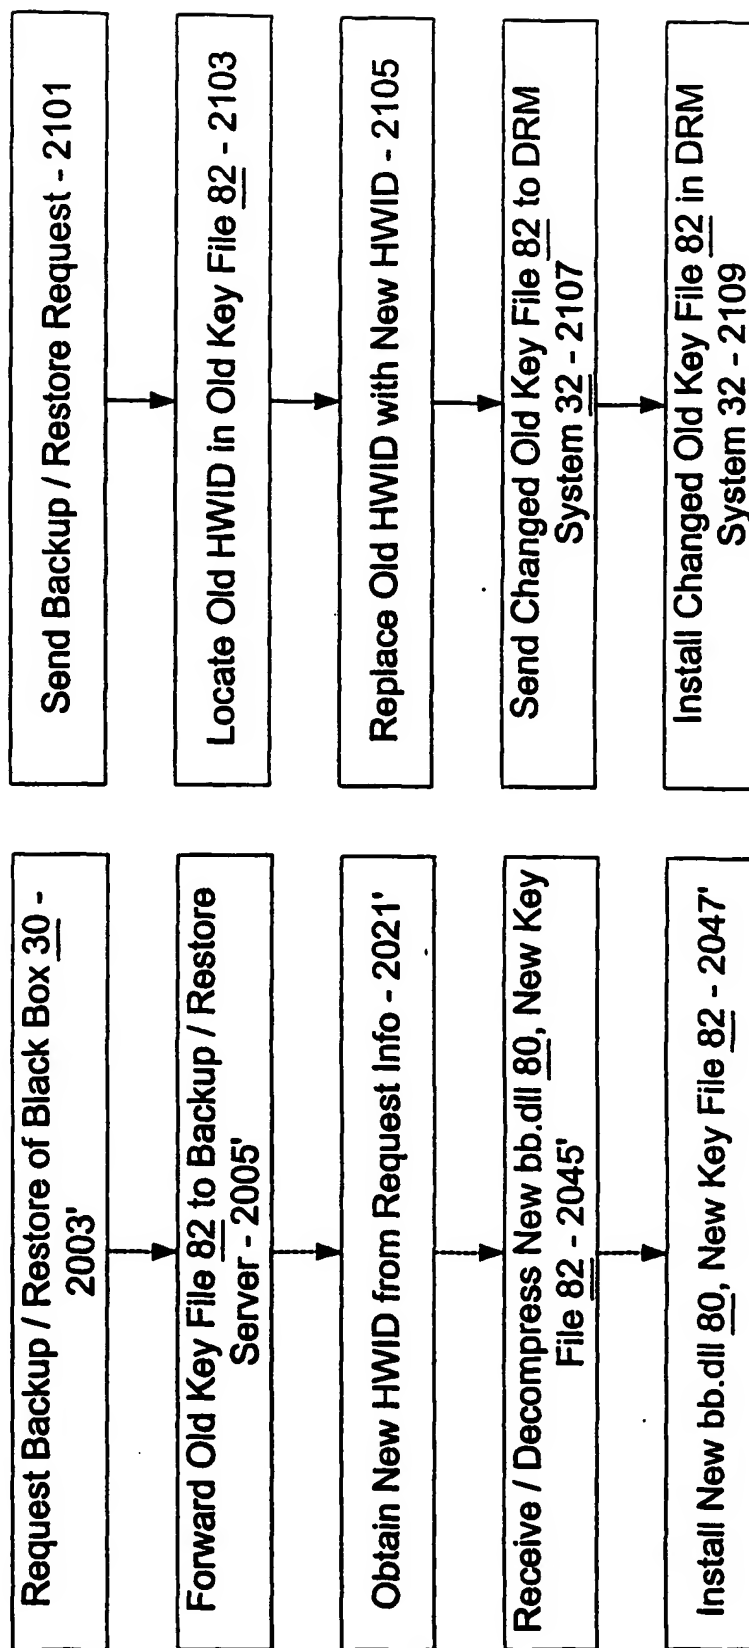 Request Backup / Restore of Black Box 30 -
2003'
Forward Old Key File 82 to Backup / Restore
Server - 2005'
Obtain New HWID from Request Info - 2021'
Receive / Decompress New bb.dll 80, New Key
File 82 - 2045'
Install New bb.dll 80, New Key File 82 - 2047'
Send Backup / Restore Request - 2101
Locate Old HWID in Old Key File 82 - 2103
Replace Old HWID with New HWID - 2105
Send Changed Old Key File 82 to DRM
System 32 - 2107
Install Changed Old Key File 82 in DRM
System 32 - 2109